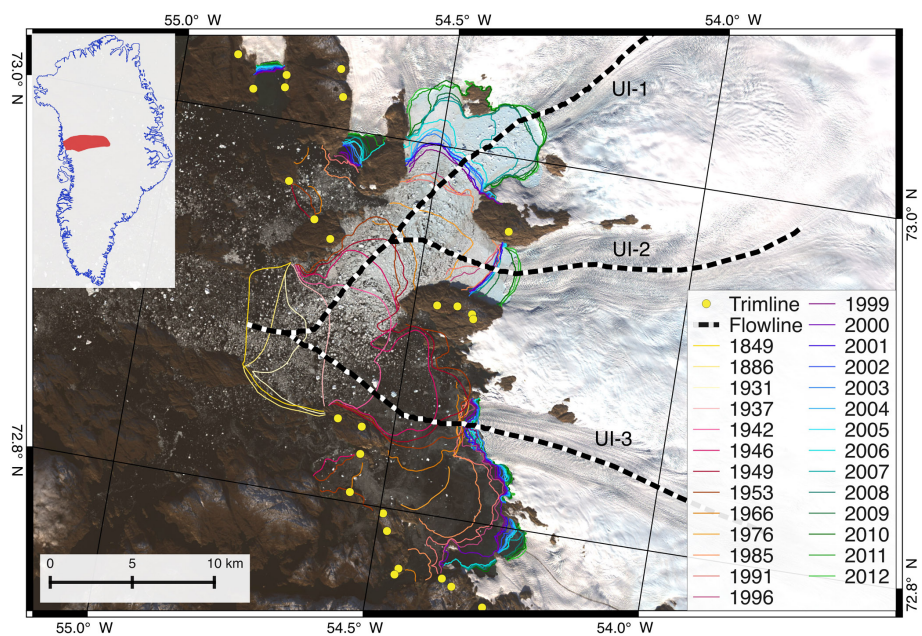 55.0° W
54.5° W
54.0° W
73.0° N
UI-1
UI-2
UI-3
73.0° N
72.8° N
72.8° N
Trimline
Flowline
1849
1886
1931
1937
1942
1946
1949
1953
1966
1976
1985
1991
1996
1999
2000
2001
2002
2003
2004
2005
2006
2007
2008
2009
2010
2011
2012
0 5 10 km
55.0° W
54.5° W
54.0° W